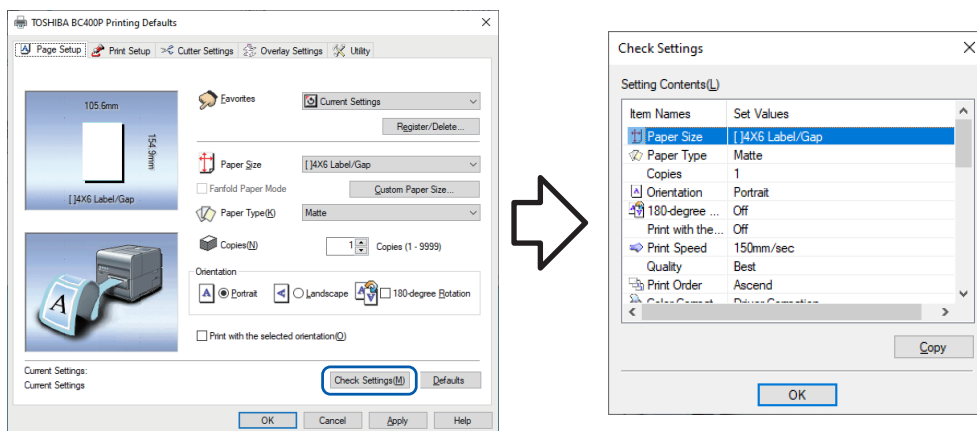 TOSHIBA BC400P Printing Defaults
Page Setup Print Setup Cutter Settings Overlay Settings Utility
105.6mm
154.9mm
[ ]4X6 Label/Gap
Favorites Current Settings
Register/Delete...
Paper Size [ ]4X6 Label/Gap
Fanfold Paper Mode Custom Paper Size...
Paper Type(K) Matte
Copies(N) 1 Copies (1 - 9999)
Orientation
A Portrait A Landscape A A 180-degree Rotation
Print with the selected orientation(O)
A
Current Settings:
Current Settings
Check Settings(M) Defaults
OK Cancel Apply Help
Check Settings
Setting Contents(L)
Item Names Set Values
Paper Size [ ]4X6 Label/Gap
Paper Type Matte
Copies 1
Orientation Portrait
180-degree ... Off
Print with the... Off
Print Speed 150mm/sec
Quality Best
Print Order Ascend
Copy
OK